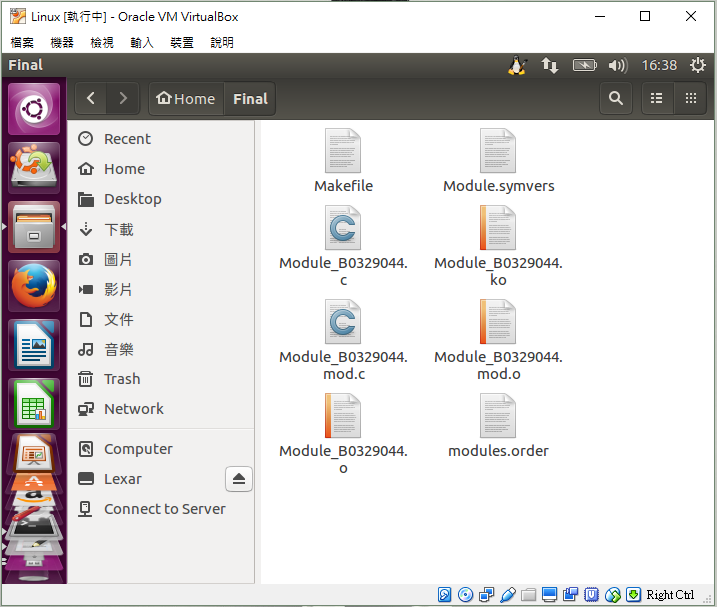 Linux [執行中] - Oracle VM VirtualBox
檔案 機器 檢視 輸入 裝置 說明
Final 16:38
Home Final
Recent
Home
Desktop
下載
圖片
影片
文件
音樂
Trash
Network
Computer
Lexar
Connect to Server
Makefile Module.symvers
Module_B0329044. Module_B0329044.
c ko
Module_B0329044. Module_B0329044.
mod.c mod.o
Module_B0329044. modules.order
o
Right Ctrl